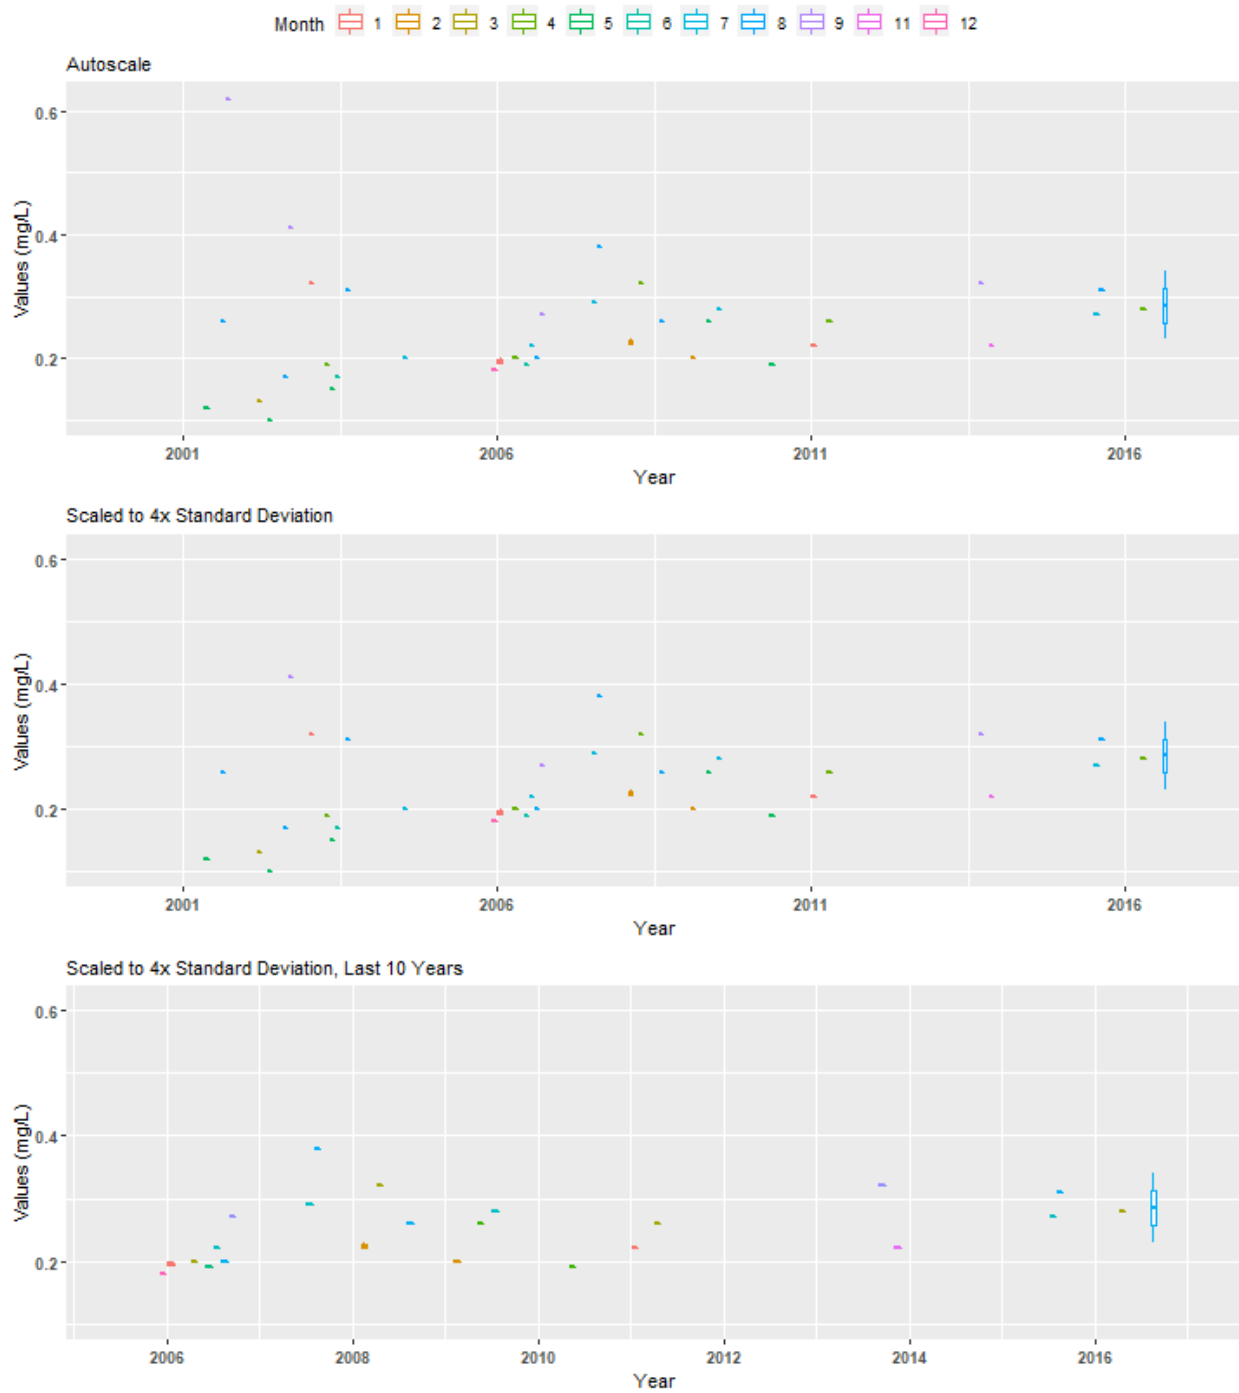 Month 1 2 3 4 5 6 7 8 9 11 12
Autoscale
0.6
0.4
0.2
Values (mg/L)
2001 2006 2011 2016
Year
Scaled to 4x Standard Deviation
0.6
0.4
0.2
Values (mg/L)
2001 2006 2011 2016
Year
Scaled to 4x Standard Deviation, Last 10 Years
0.6
0.4
0.2
Values (mg/L)
2006 2008 2010 2012 2014 2016
Year